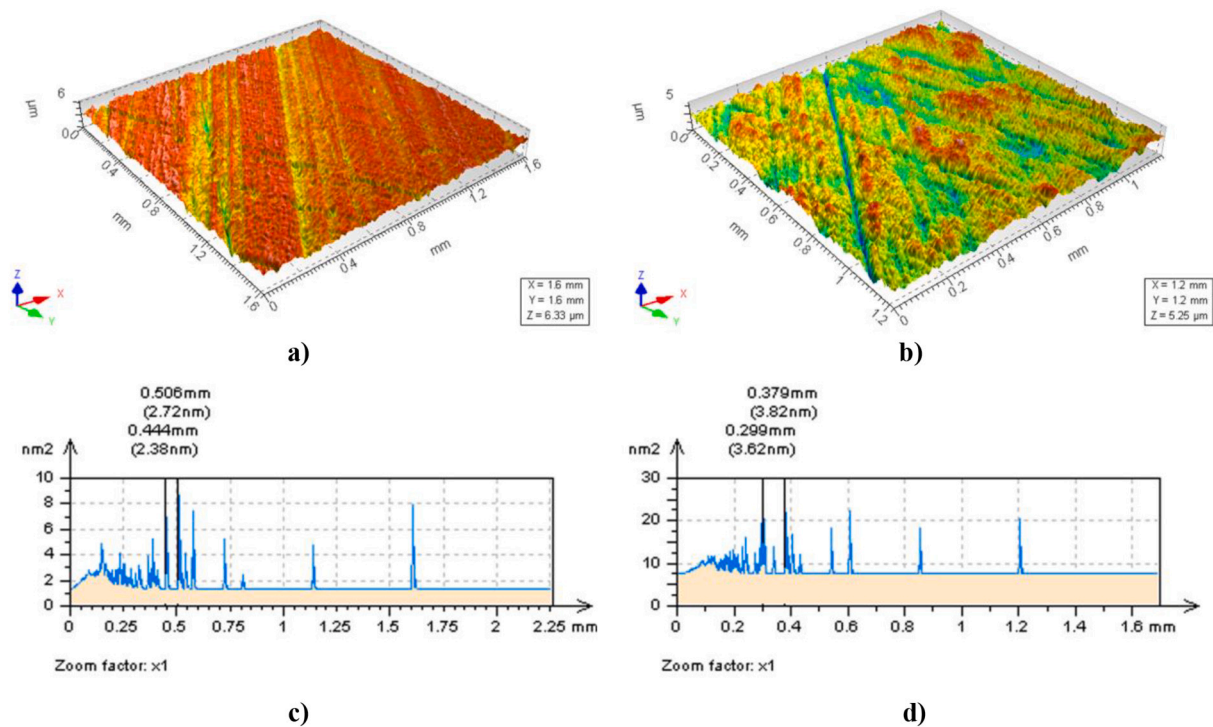 6
µm
0.0
0.4
0.8
1.2
1.6
mm
0
0.4
0.8
1.2
1.6
mm
Z
X
Y
X = 1.6 mm
Y = 1.6 mm
Z = 6.33 µm
a)
5
µm
0.0
0.2
0.4
0.6
0.8
1
1.2
mm
0
0.2
0.4
0.6
0.8
1
mm
Z
X
Y
X = 1.2 mm
Y = 1.2 mm
Z = 5.25 µm
b)
0.506mm
(2.72nm)
0.444mm
(2.38nm)
nm2
10
8
6
4
2
0
0 0.25 0.5 0.75 1 1.25 1.5 1.75 2 2.25 mm
Zoom factor: x1
c)
0.379mm
(3.82nm)
0.299mm
(3.62nm)
nm2
30
20
10
0
0 0.2 0.4 0.6 0.8 1 1.2 1.4 1.6 mm
Zoom factor: x1
d)